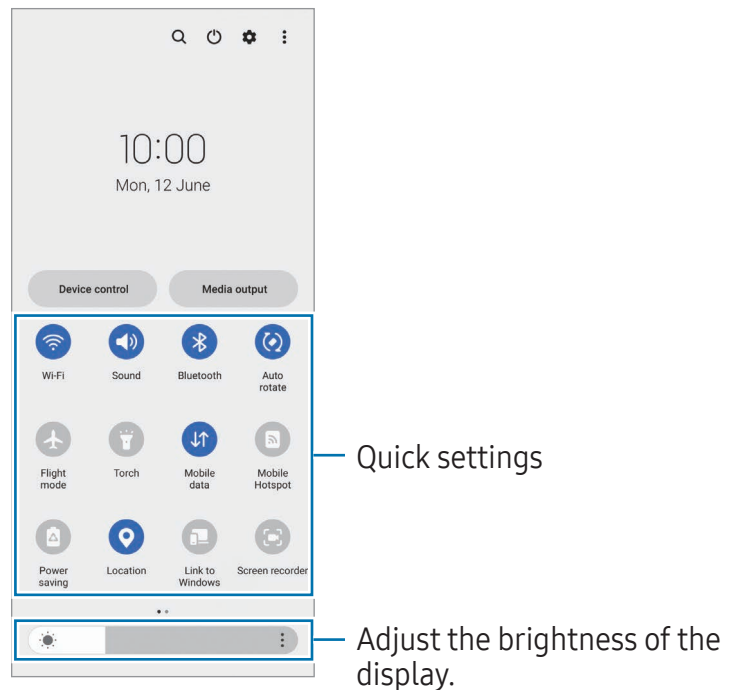 10:00
Mon, 12 June
Device control
Media output
Wi-Fi
Sound
Bluetooth
Auto
rotate
Flight
mode
Torch
Mobile
data
Mobile
Hotspot
Power
saving
Location
Link to
Windows
Screen recorder
Quick settings
Adjust the brightness of the
display.